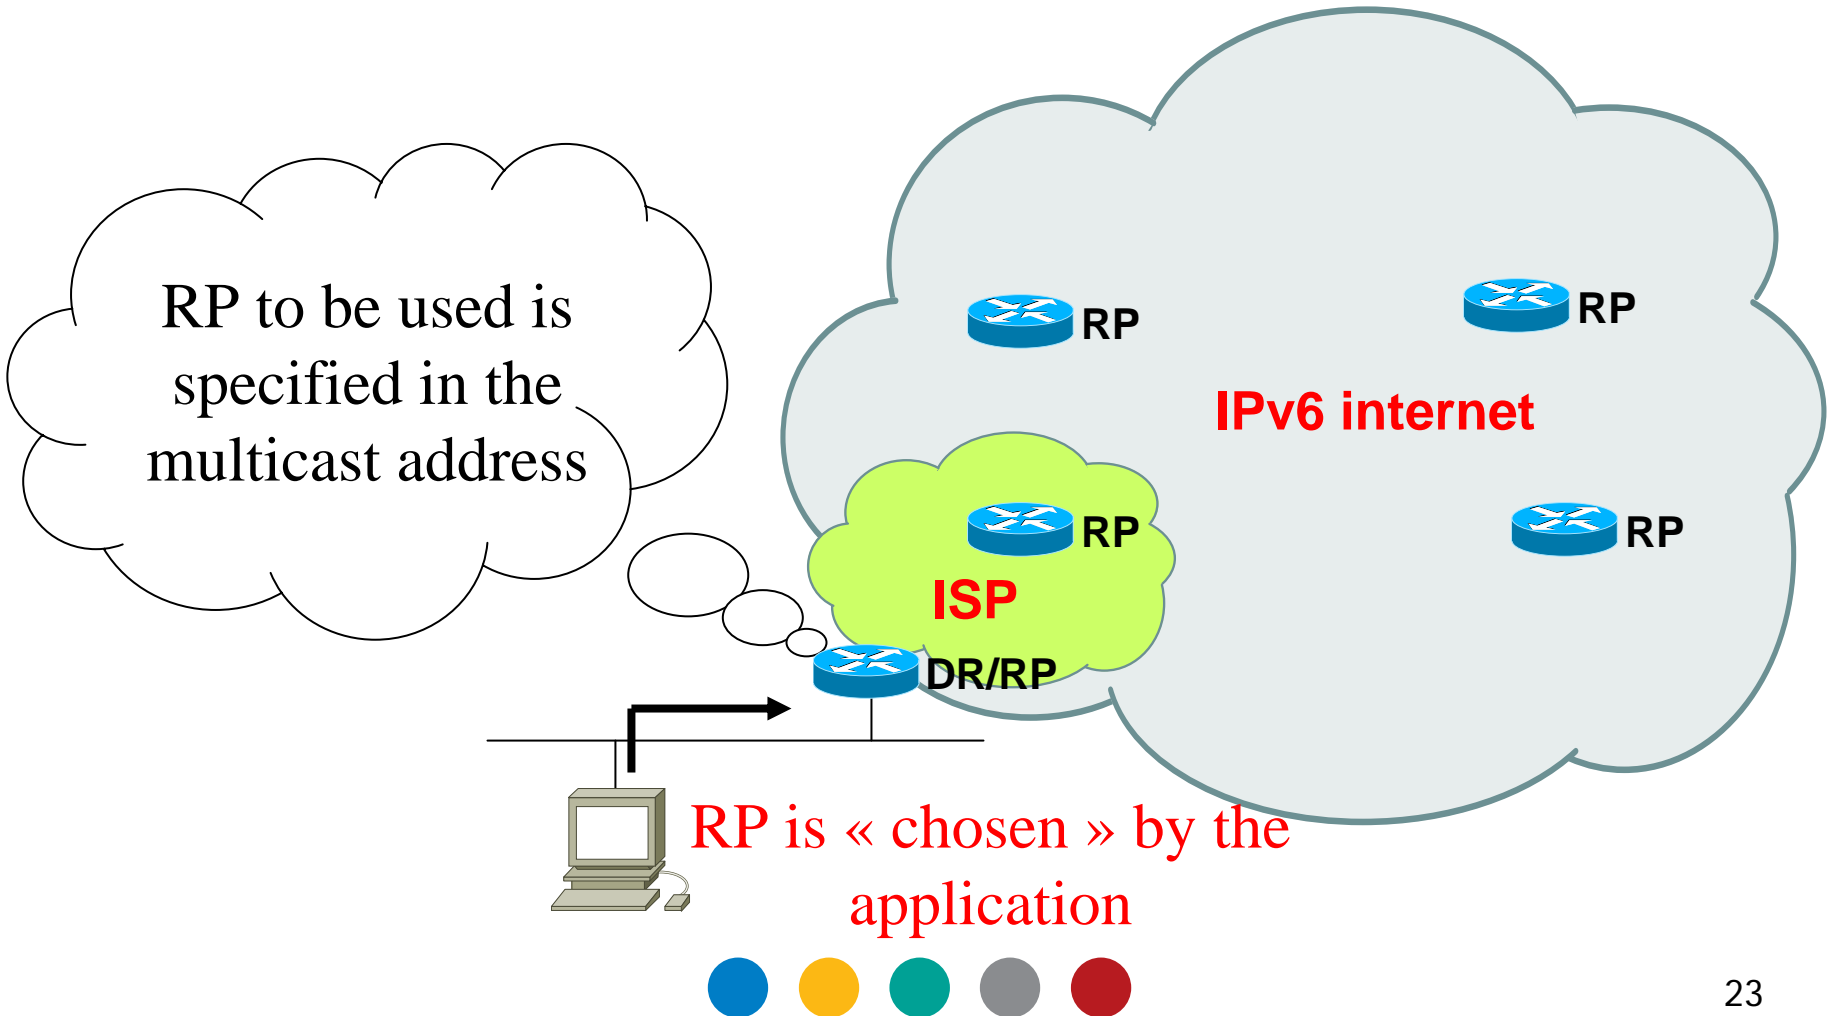 RP to be used is
specified in the
multicast address
RP
RP
IPv6 internet
RP
RP
ISP
DR/RP
RP is « chosen » by the
application
23